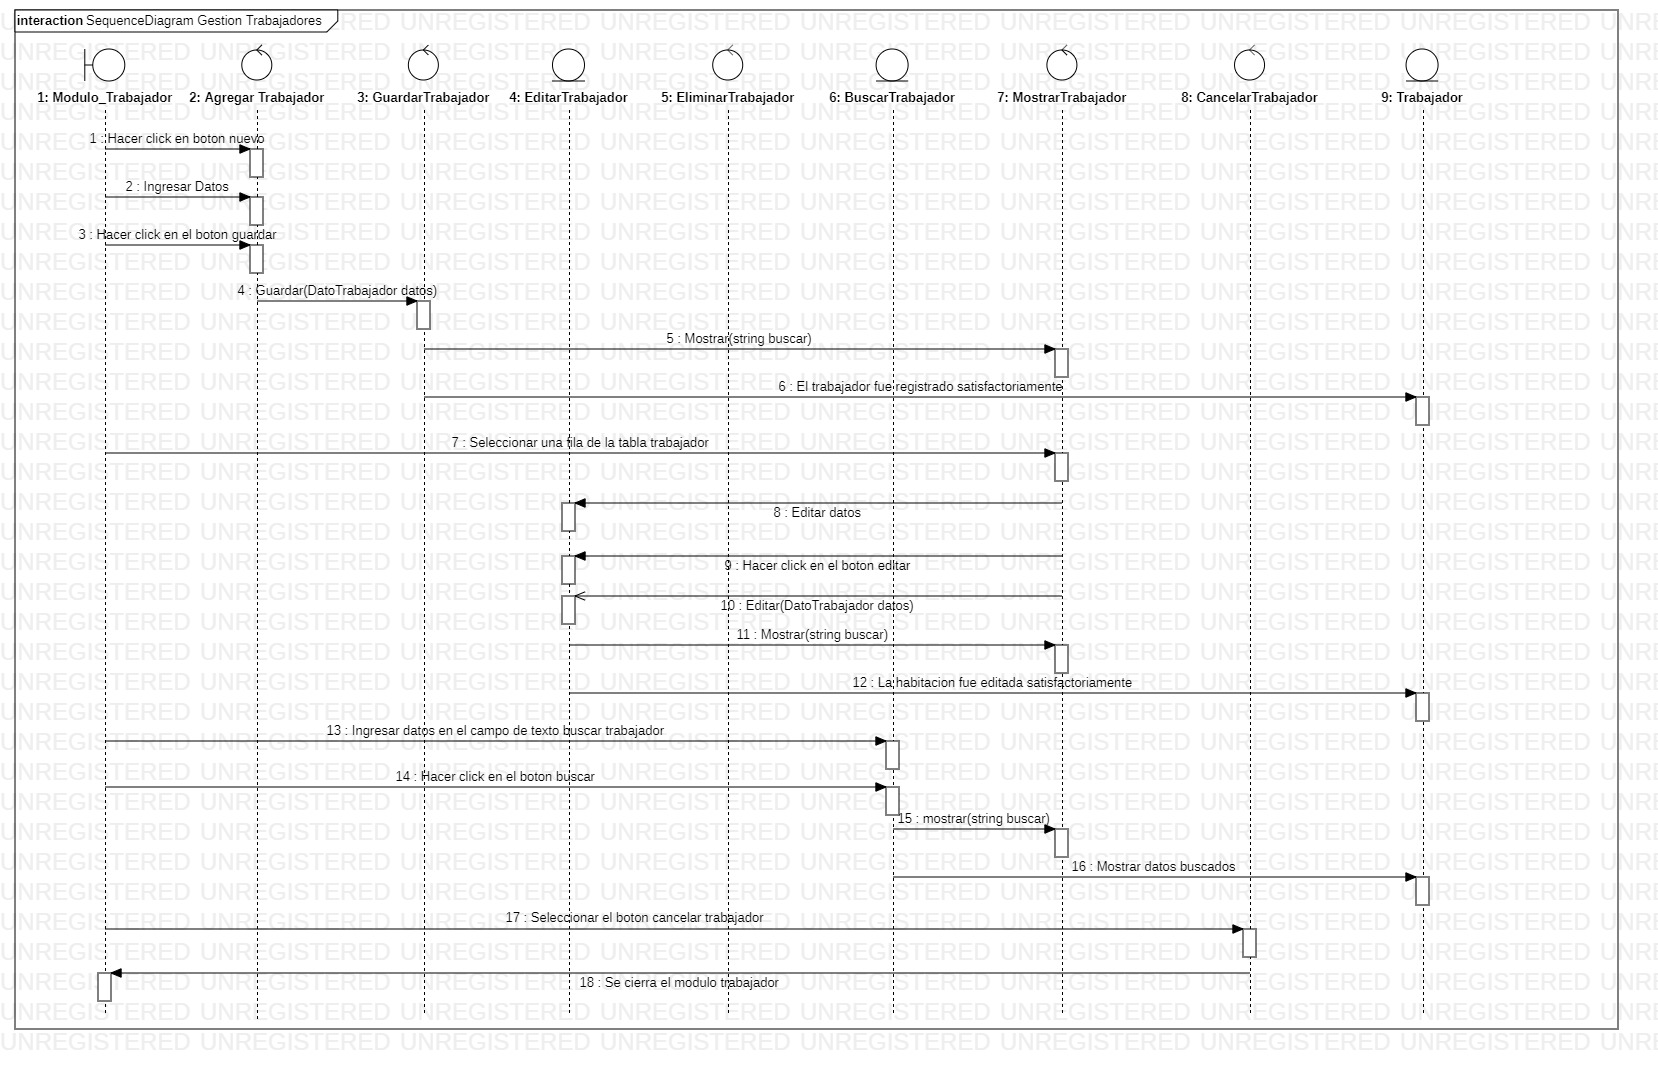 interaction SequenceDiagram Gestion Trabajadores
1: Modulo_Trabajador 2: Agregar Trabajador 3: GuardarTrabajador 4: EditarTrabajador 5: EliminarTrabajador 6: BuscarTrabajador 7: MostrarTrabajador 8: CancelarTrabajador 9: Trabajador
1 : Hacer click en boton nuevo
2 : Ingresar Datos
3 : Hacer click en el boton guardar
4 : Guardar(DatoTrabajador datos)
5 : Mostrar(string buscar)
6 : El trabajador fue registrado satisfactoriamente
7 : Seleccionar una fila de la tabla trabajador
8 : Editar datos
9 : Hacer click en el boton editar
10 : Editar(DatoTrabajador datos)
11 : Mostrar(string buscar)
12 : La habitacion fue editada satisfactoriamente
13 : Ingresar datos en el campo de texto buscar trabajador
14 : Hacer click en el boton buscar
15 : mostrar(string buscar)
16 : Mostrar datos buscados
17 : Seleccionar el boton cancelar trabajador
18 : Se cierra el modulo trabajador
UNREGISTERED